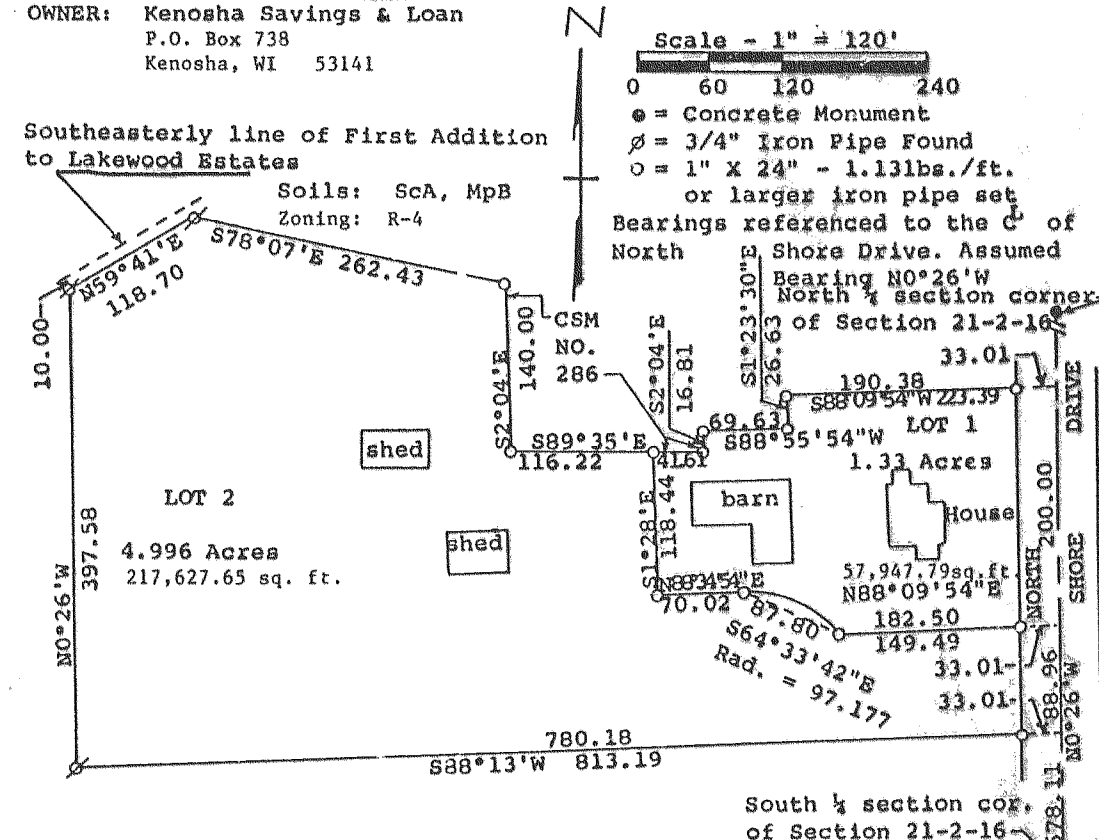 OWNER: Kenosha Savings & Loan
P.O. Box 738
Kenosha, WI 53141
N
Scale - 1" = 120'
0 60 120 240
● = Concrete Monument
ø = 3/4" Iron Pipe Found
○ = 1" X 24" - 1.13lbs./ft.
or larger iron pipe set
Bearings referenced to the C̲L̲ of
North Shore Drive. Assumed
Bearing N0°26'W
North ¼ section corner
of Section 21-2-16
Southeasterly line of First Addition
to Lakewood Estates
Soils: ScA, MpB
Zoning: R-4
N59°41'E
118.70
S78°07'E 262.43
10.00
S2°04'E
140.00
CSM
NO.
286
S2°04'E
16.81
S1°23'30"E
26.63
33.01
190.38
S88°09'54"W 223.39
69.63
S88°55'54"W
LOT 1
1.33 Acres
S89°35'E
116.22
41.61
shed
shed
barn
House
LOT 2
4.996 Acres
217,627.65 sq. ft.
N0°26'W
397.58
S1°28'E
118.44
57,947.79sq.ft.
N88°09'54"E
182.50
149.49
N88°34'54"E
70.02
87.80
S64°33'42"E
Rad. = 97.177
33.01
33.01
200.00
88.96
N0°26'W
NORTH
SHORE
DRIVE
780.18
S88°13'W 813.19
South ¼ section cor.
of Section 21-2-16
78.11